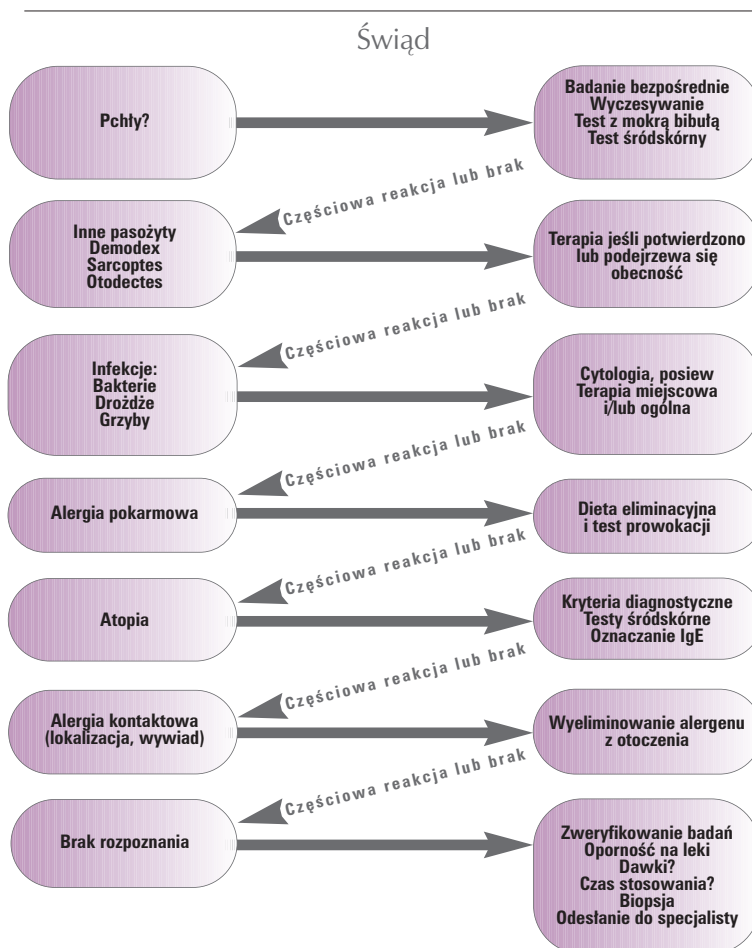 Świąd
Pchły?
Badanie bezpośrednie
Wyczesywanie
Test z mokrą bibułą
Test śródskórny
Częściowa reakcja lub brak
Inne pasożyty
Demodex
Sarcoptes
Otodectes
Terapia jeśli potwierdzono
lub podejrzewa się
obecność
Częściowa reakcja lub brak
Infekcje:
Bakterie
Drożdże
Grzyby
Cytologia, posiew
Terapia miejscowa
i/lub ogólna
Częściowa reakcja lub brak
Alergia pokarmowa
Dieta eliminacyjna
i test prowokacji
Częściowa reakcja lub brak
Atopia
Kryteria diagnostyczne
Testy śródskórne
Oznaczanie IgE
Częściowa reakcja lub brak
Alergia kontaktowa
(lokalizacja, wywiad)
Wyeliminowanie alergenu
z otoczenia
Częściowa reakcja lub brak
Brak rozpoznania
Zweryfikowanie badań
Oporność na leki
Dawki?
Czas stosowania?
Biopsja
Odesłanie do specjalisty